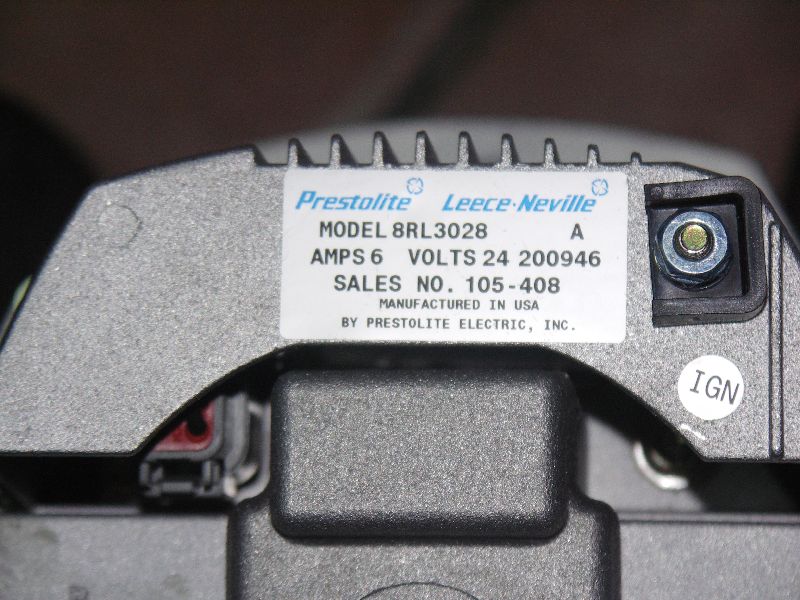 Prestolite Leece-Neville
MODEL 8RL3028 A
AMPS 6 VOLTS 24 200946
SALES NO. 105-408
MANUFACTURED IN USA
BY PRESTOLITE ELECTRIC, INC.
IGN